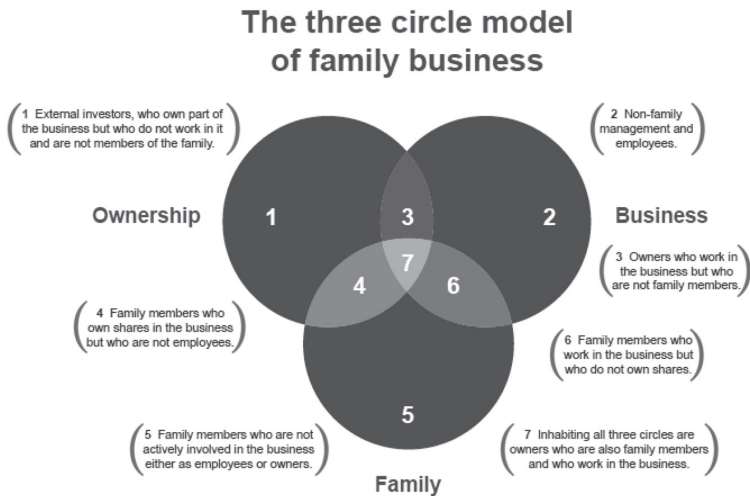 The three circle model
of family business
1 External investors, who own part of
the business but who do not work in it
and are not members of the family.
2 Non-family
management and
employees.
Ownership
1
3
2
Business
3 Owners who work in
the business but who
are not family members.
7
4
6
4 Family members who
own shares in the business
but who are not employees.
6 Family members who
work in the business but
who do not own shares.
5
5 Family members who are not
actively involved in the business
either as employees or owners.
7 Inhabiting all three circles are
owners who are also family members
and who work in the business.
Family